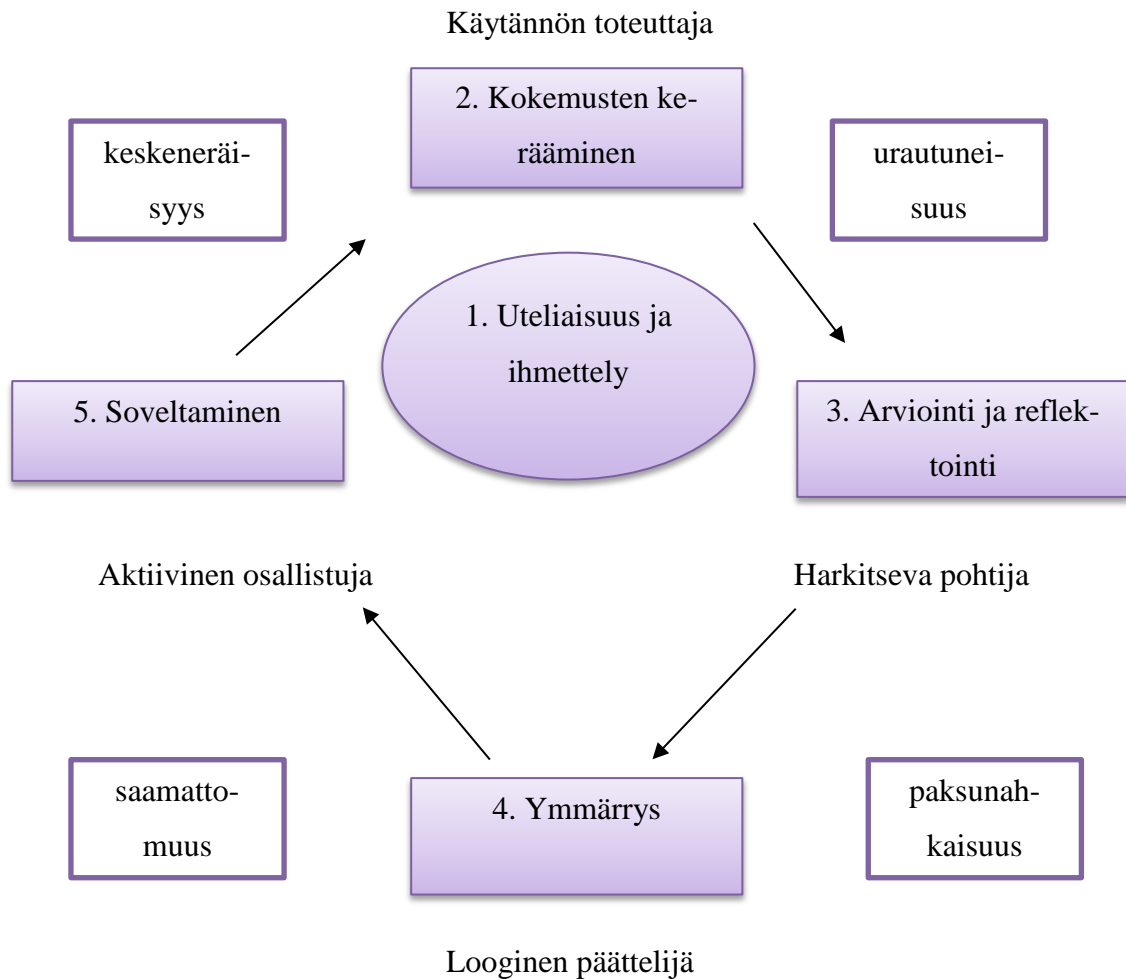 Käytännön toteuttaja
2. Kokemusten ke-
rääminen
keskeneräi-
syys
urautunei-
suus
1. Uteliaisuus ja
ihmettely
5. Soveltaminen
3. Arviointi ja reflek-
tointi
Aktiivinen osallistuja
Harkitseva pohtija
saamatto-
muus
4. Ymmärrys
paksunah-
kaisuus
Looginen päättelijä